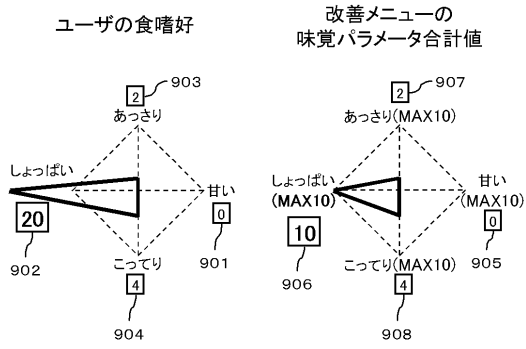 ユーザの食嗜好
改善メニューの
味覚パラメータ合計値
2
903
あっさり
しょっぱい
20
902
甘い
0
901
こってり
4
904
2
907
あっさり(MAX10)
しょっぱい
(MAX10)
10
906
甘い
(MAX10)
0
905
こってり(MAX10)
4
908